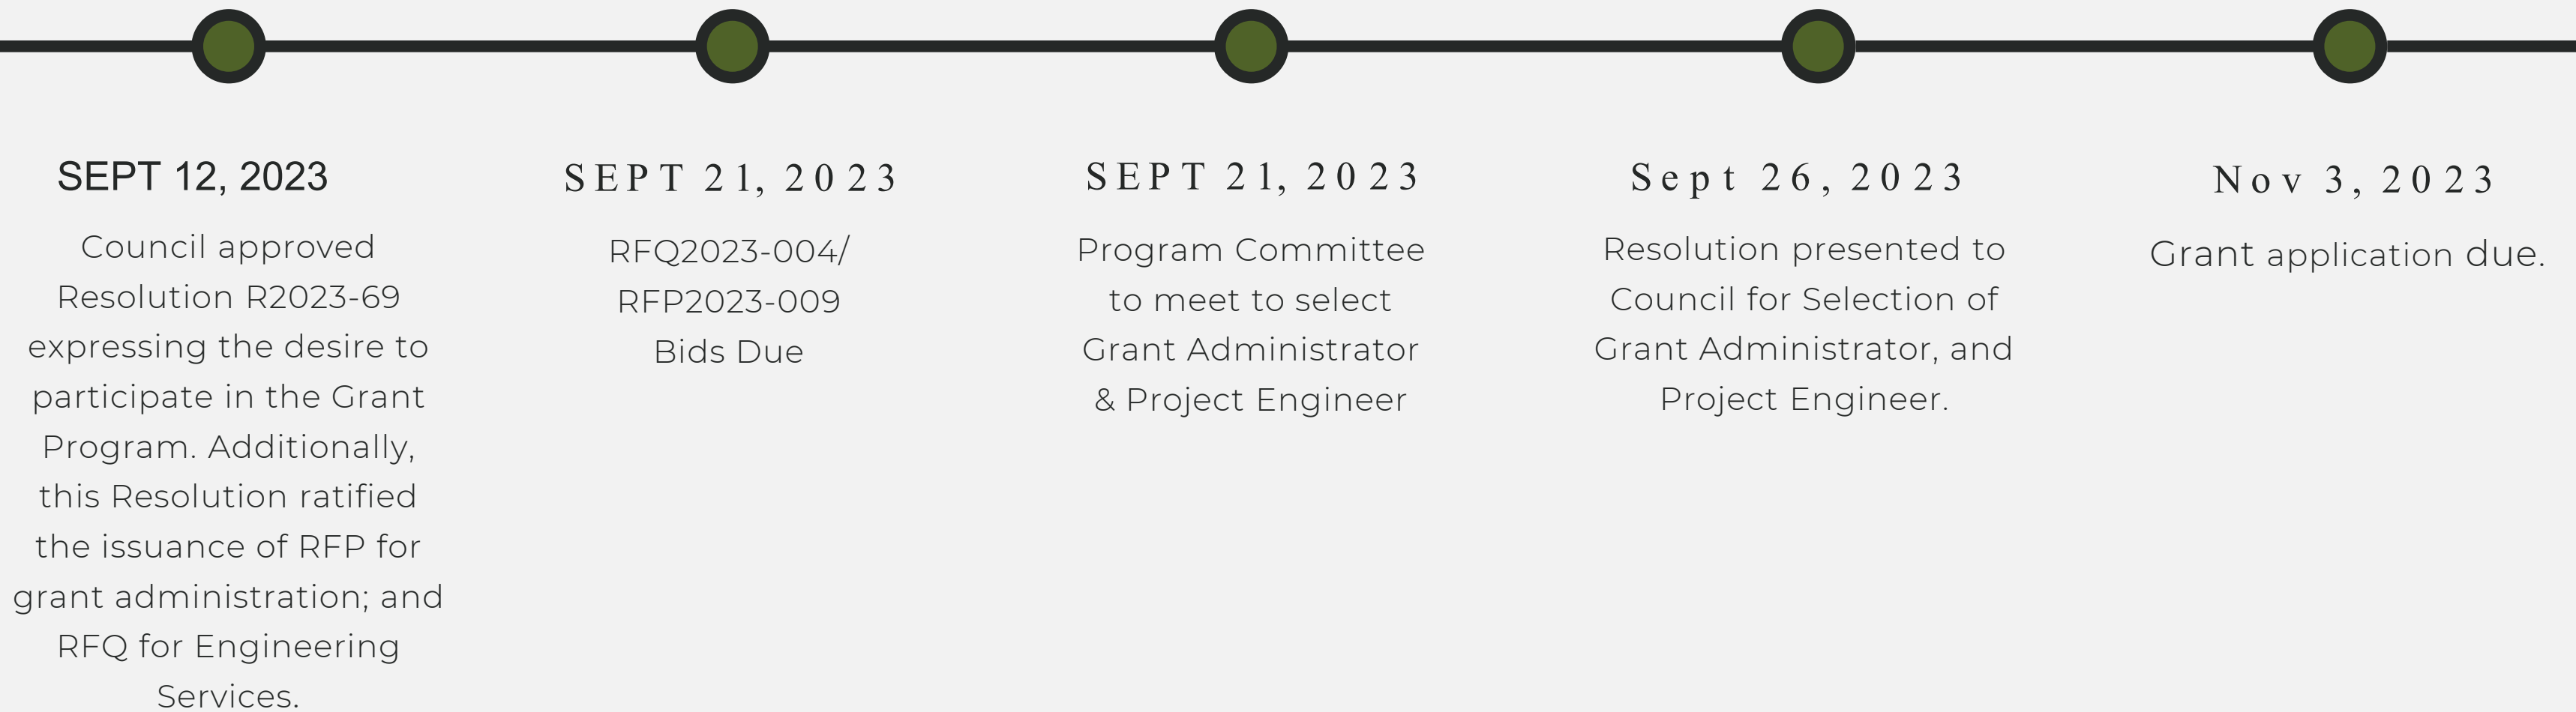 SEPT 12, 2023
Council approved
Resolution R2023-69
expressing the desire to
participate in the Grant
Program. Additionally,
this Resolution ratified
the issuance of RFP for
grant administration; and
RFQ for Engineering
Services.
SEPT 21, 2023
RFQ2023-004/
RFP2023-009
Bids Due
SEPT 21, 2023
Program Committee
to meet to select
Grant Administrator
& Project Engineer
Sept 26, 2023
Resolution presented to
Council for Selection of
Grant Administrator, and
Project Engineer.
Nov 3, 2023
Grant application due.